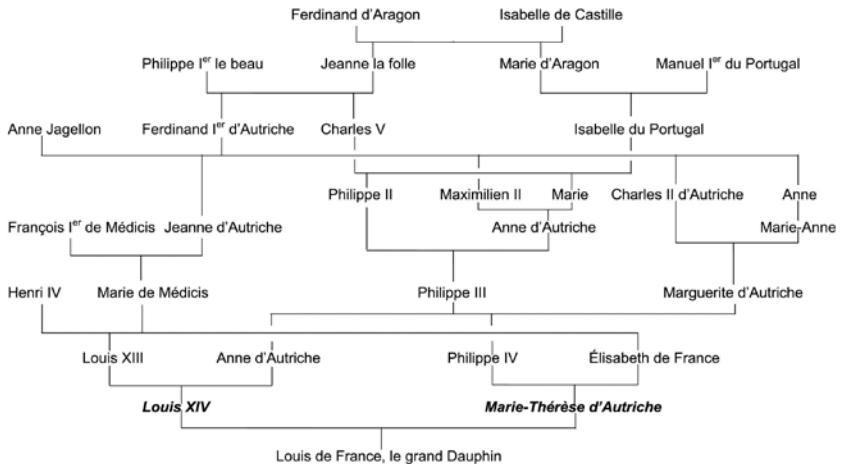 Ferdinand d'Aragon Isabelle de Castille
Philippe Ier le beau Jeanne la folle Marie d'Aragon Manuel Ier du Portugal
Anne Jagellon Ferdinand Ier d'Autriche Charles V Isabelle du Portugal
Philippe II Maximilien II Marie Charles II d'Autriche Anne
François Ier de Médicis Jeanne d'Autriche Anne d'Autriche Marie-Anne
Henri IV Marie de Médicis Philippe III Marguerite d'Autriche
Louis XIII Anne d'Autriche Philippe IV Élisabeth de France
Louis XIV Marie-Thérèse d'Autriche
Louis de France, le grand Dauphin